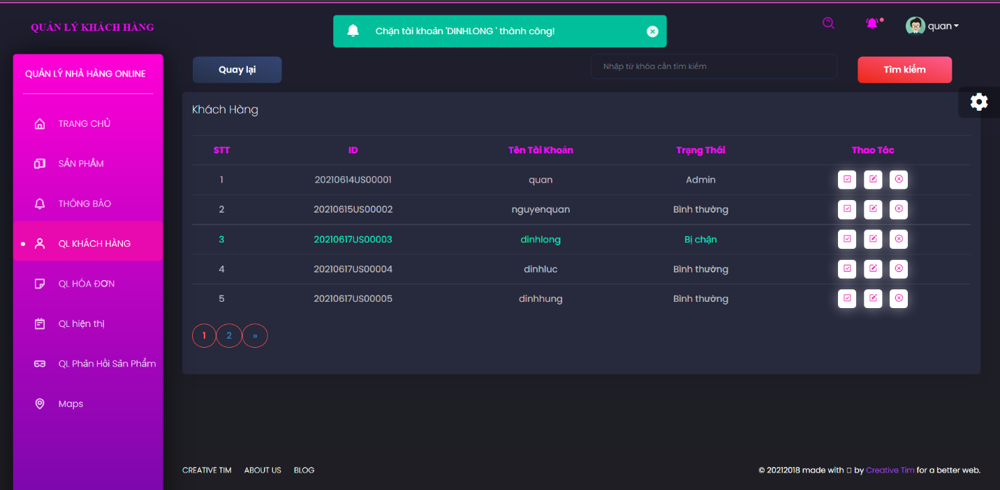 QUẢN LÝ KHÁCH HÀNG
Chặn tài khoản 'DINHLONG ' thành công!
quan
QUẢN LÝ NHÀ HÀNG ONLINE
TRANG CHỦ
SẢN PHẨM
THÔNG BÁO
QL KHÁCH HÀNG
QL HÓA ĐƠN
QL hiện thị
QL Phản Hồi Sản Phẩm
Maps
Quay lại
Nhập từ khóa cần tìm kiếm
Tìm kiếm
Khách Hàng
STT ID Tên Tài Khoản Trạng Thái Thao Tác
1 20210614US00001 quan Admin
2 20210615US00002 nguyenquan Bình thường
3 20210617US00003 dinhlong Bị chặn
4 20210617US00004 dinhluc Bình thường
5 20210617US00005 dinhhung Bình thường
1 2 »
CREATIVE TIM ABOUT US BLOG
© 20212018 made with by Creative Tim for a better web.